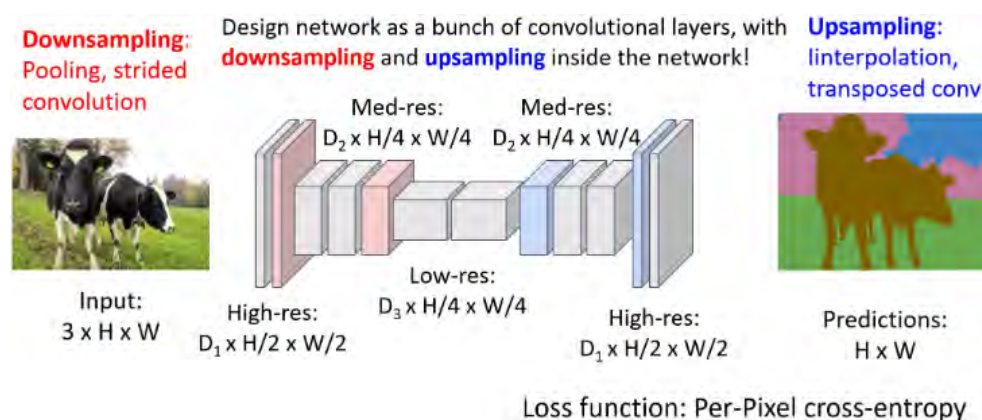 Downsampling:
Pooling, strided
convolution
Design network as a bunch of convolutional layers, with
downsampling and upsampling inside the network!
Upsampling:
linterpolation,
transposed conv
Med-res:
D₂ x H/4 x W/4
Med-res:
D₂ x H/4 x W/4
Input:
3 x H x W
High-res:
D₁ x H/2 x W/2
Low-res:
D₃ x H/4 x W/4
High-res:
D₁ x H/2 x W/2
Predictions:
H x W
Loss function: Per-Pixel cross-entropy